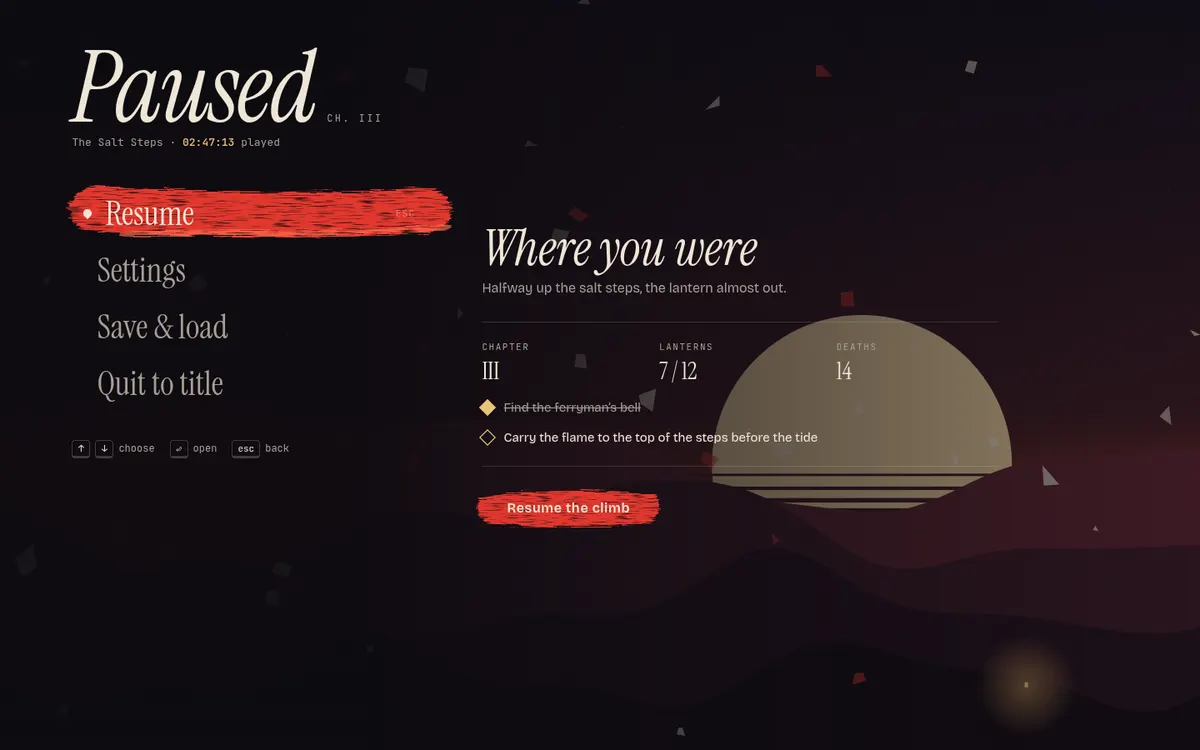 Paused CH. III
The Salt Steps · 02:47:13 played
Resume ESC
Settings
Save & load
Quit to title
↑ ↓ choose ⏎ open esc back
Where you were
Halfway up the salt steps, the lantern almost out.
CHAPTER LANTERNS DEATHS
III 7 / 12 14
Find the ferryman's bell
Carry the flame to the top of the steps before the tide
Resume the climb